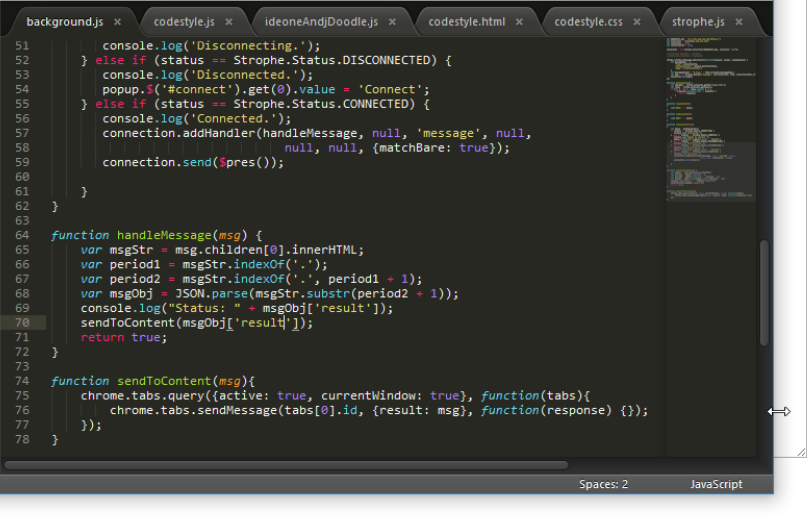 background.js × codestyle.js × ideoneAndjDoodle.js × codestyle.html × codestyle.css × strophe.js ×
51 console.log('Disconnecting.');
52 } else if (status == Strophe.Status.DISCONNECTED) {
53 console.log('Disconnected.');
54 popup.$('#connect').get(0).value = 'Connect';
55 } else if (status == Strophe.Status.CONNECTED) {
56 console.log('Connected.');
57 connection.addHandler(handleMessage, null, 'message', null,
58 null, null, {matchBare: true});
59 connection.send($pres());
60
61 }
62 }
63
64 function handleMessage(msg) {
65 var msgStr = msg.children[0].innerHTML;
66 var period1 = msgStr.indexOf('.');
67 var period2 = msgStr.indexOf('.', period1 + 1);
68 var msgObj = JSON.parse(msgStr.substr(period2 + 1));
69 console.log("Status: " + msgObj['result']);
70 sendToContent(msgObj['result']);
71 return true;
72 }
73
74 function sendToContent(msg){
75 chrome.tabs.query({active: true, currentWindow: true}, function(tabs){
76 chrome.tabs.sendMessage(tabs[0].id, {result: msg}, function(response) {});
77 });
78 }
Spaces: 2 JavaScript